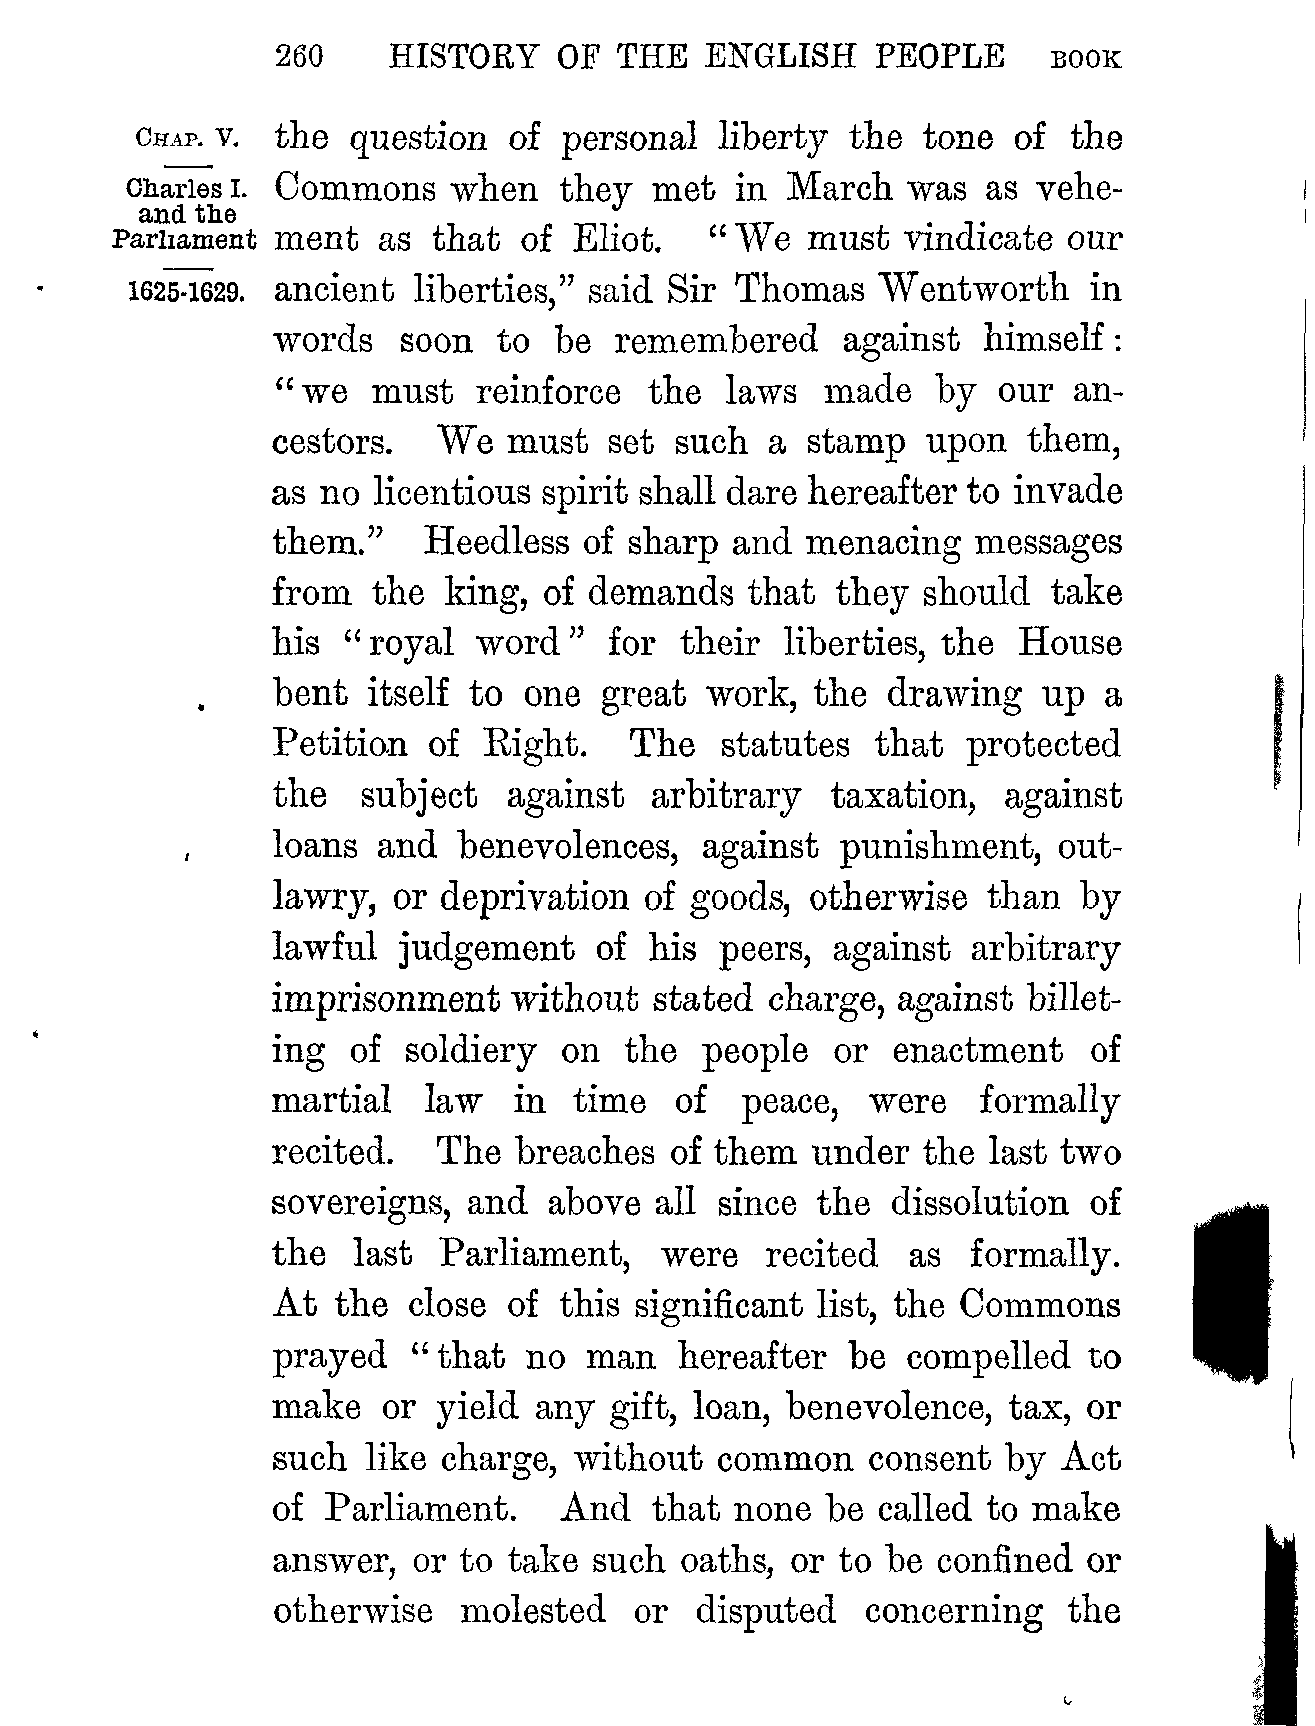 260 HISTORY OF THE ENGLISH PEOPLE BOOK
CHAP. V.
Charles I.
and the
Parliament
1625-1629.
the question of personal liberty the tone of the
Commons when they met in March was as vehe-
ment as that of Eliot. “We must vindicate our
ancient liberties,” said Sir Thomas Wentworth in
words soon to be remembered against himself:
“we must reinforce the laws made by our an-
cestors. We must set such a stamp upon them,
as no licentious spirit shall dare hereafter to invade
them.” Heedless of sharp and menacing messages
from the king, of demands that they should take
his “royal word” for their liberties, the House
bent itself to one great work, the drawing up a
Petition of Right. The statutes that protected
the subject against arbitrary taxation, against
loans and benevolences, against punishment, out-
lawry, or deprivation of goods, otherwise than by
lawful judgement of his peers, against arbitrary
imprisonment without stated charge, against billet-
ing of soldiery on the people or enactment of
martial law in time of peace, were formally
recited. The breaches of them under the last two
sovereigns, and above all since the dissolution of
the last Parliament, were recited as formally.
At the close of this significant list, the Commons
prayed “that no man hereafter be compelled to
make or yield any gift, loan, benevolence, tax, or
such like charge, without common consent by Act
of Parliament. And that none be called to make
answer, or to take such oaths, or to be confined or
otherwise molested or disputed concerning the